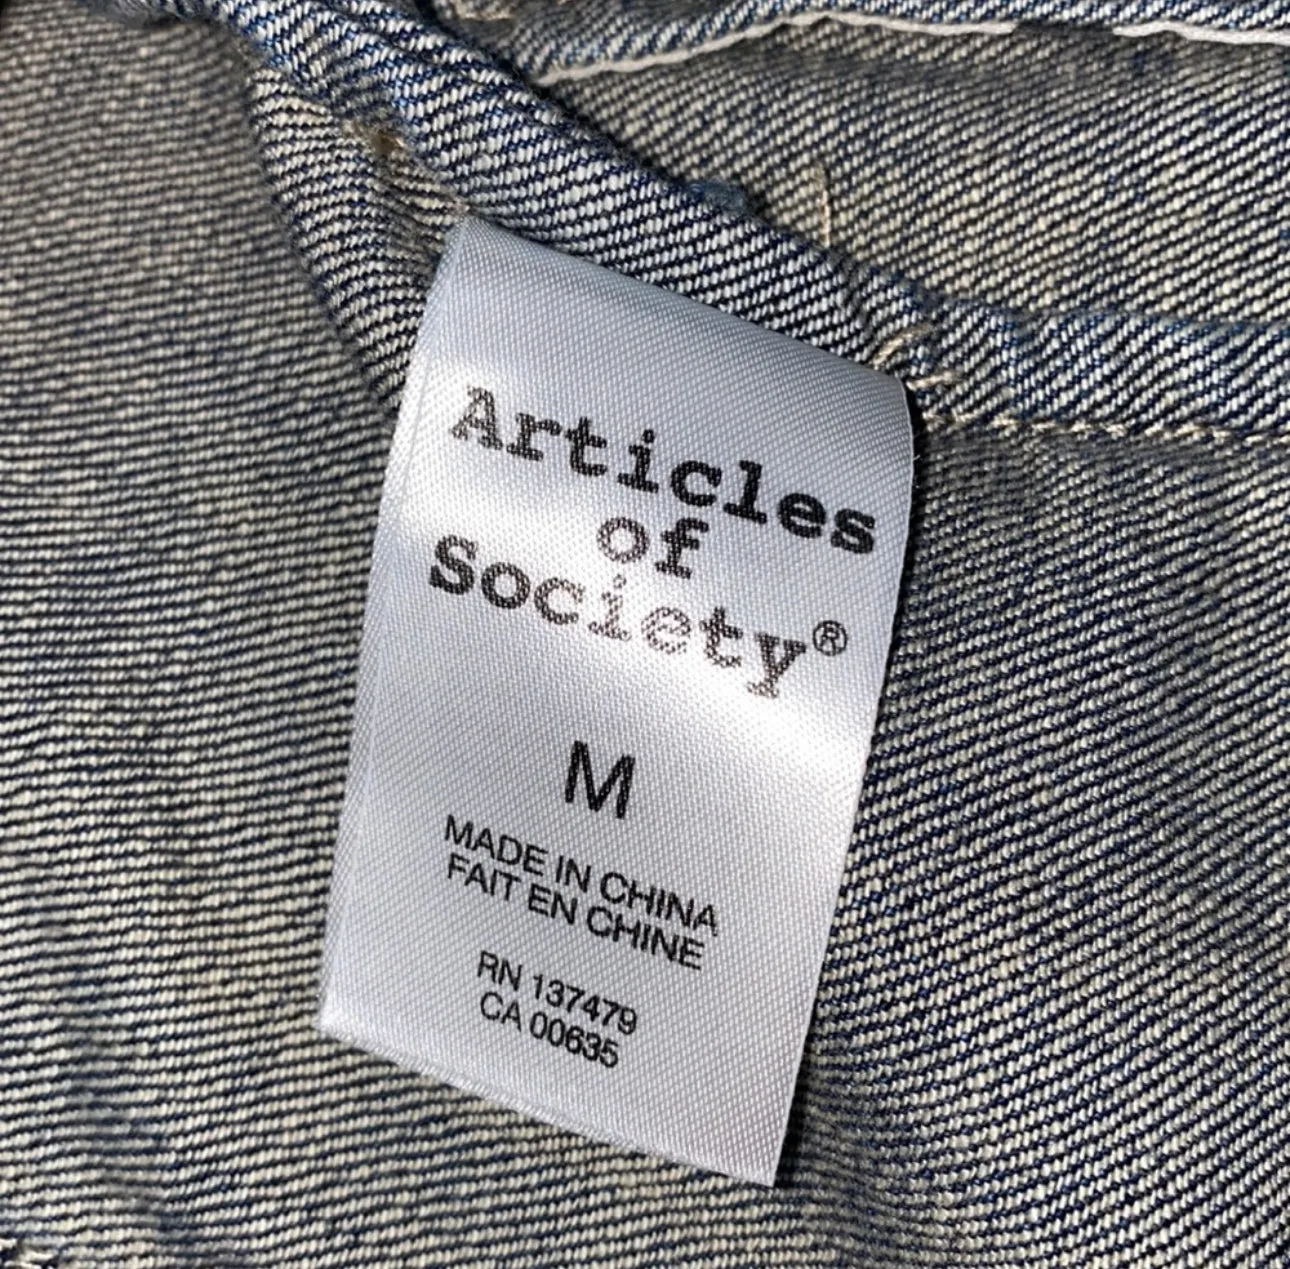 Articles
of
Society®
M
MADE IN CHINA
FAIT EN CHINE
RN 137479
CA 00635